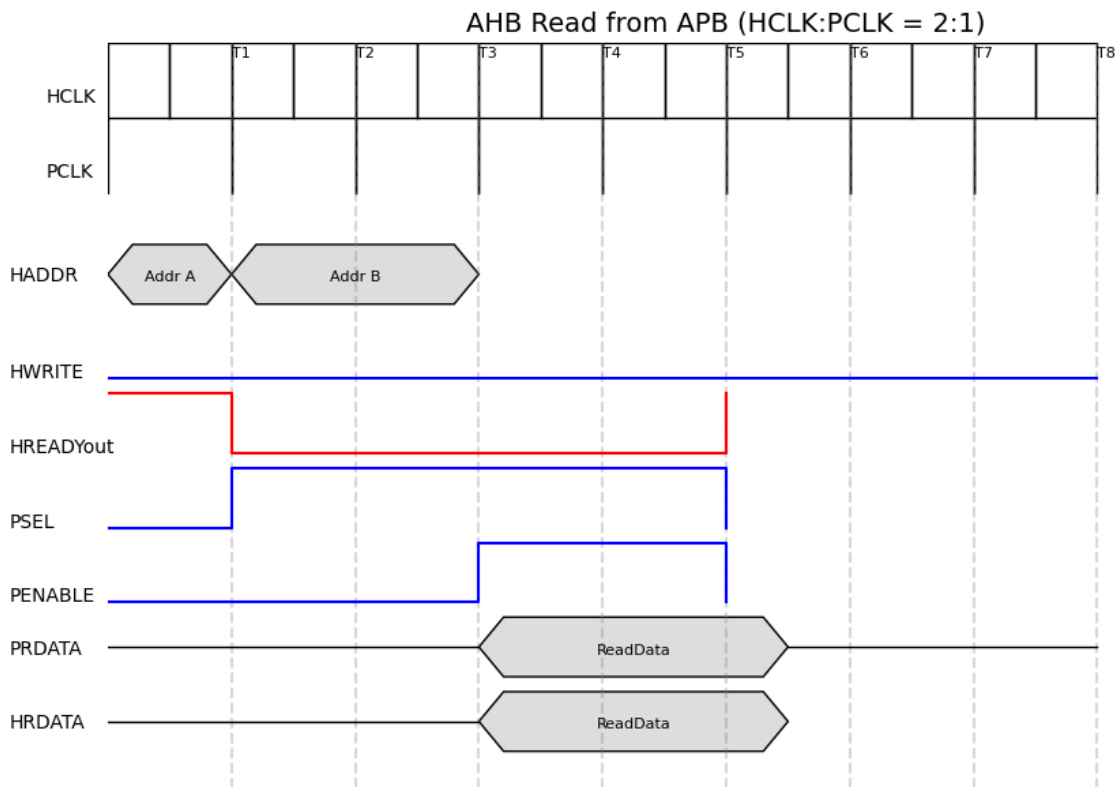 AHB Read from APB (HCLK:PCLK = 2:1)
T1 T2 T3 T4 T5 T6 T7 T8
HCLK
PCLK
HADDR Addr A Addr B
HWRITE
HREADYout
PSEL
PENABLE
PRDATA ReadData
HRDATA ReadData